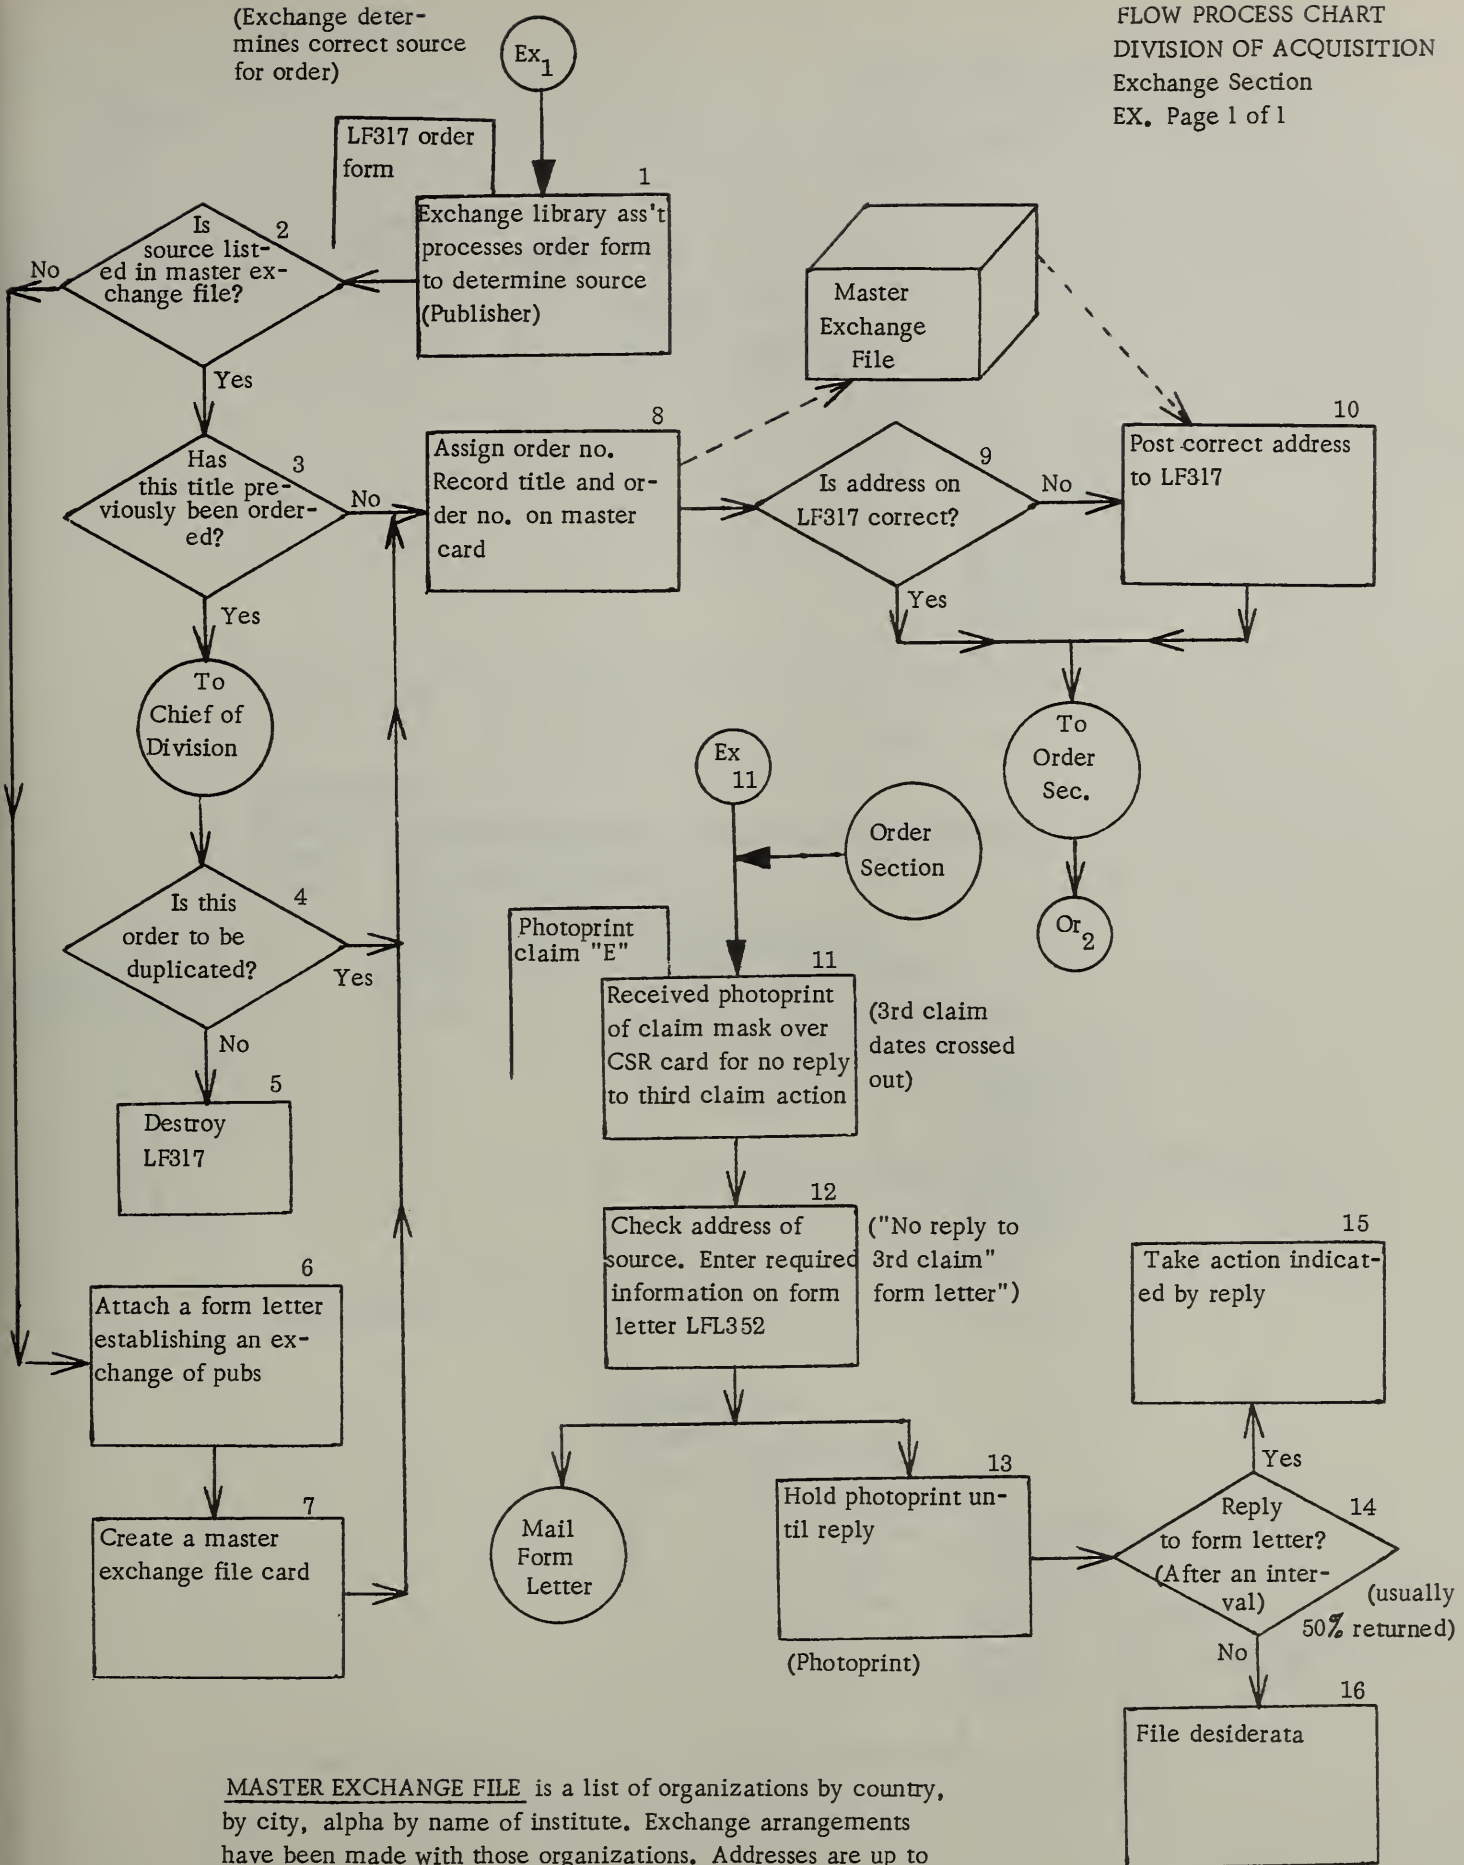 (Exchange deter-
mines correct source
for order)
Ex1
FLOW PROCESS CHART
DIVISION OF ACQUISITION
Exchange Section
EX. Page 1 of 1
LF317 order
form
1
Exchange library ass't
processes order form
to determine source
(Publisher)
2
Is
source list-
ed in master ex-
change file?
No
Yes
Master
Exchange
File
3
Has
this title pre-
viously been order-
ed?
No
Yes
8
Assign order no.
Record title and or-
der no. on master
card
9
Is address on
LF317 correct?
No
Yes
10
Post correct address
to LF317
To
Chief of
Division
To
Order
Sec.
Or2
4
Is this
order to be
duplicated?
Yes
No
5
Destroy
LF317
6
Attach a form letter
establishing an ex-
change of pubs
7
Create a master
exchange file card
Ex
11
Order
Section
Photoprint
claim "E"
11
Received photoprint
of claim mask over
CSR card for no reply
to third claim action
(3rd claim
dates crossed
out)
12
Check address of
source. Enter required
information on form
letter LFL352
("No reply to
3rd claim"
form letter")
Mail
Form
Letter
13
Hold photoprint un-
til reply
(Photoprint)
15
Take action indicat-
ed by reply
Yes
14
Reply
to form letter?
(After an inter-
val)
(usually
50% returned)
No
16
File desiderata
MASTER EXCHANGE FILE is a list of organizations by country,
by city, alpha by name of institute. Exchange arrangements
have been made with those organizations. Addresses are up to